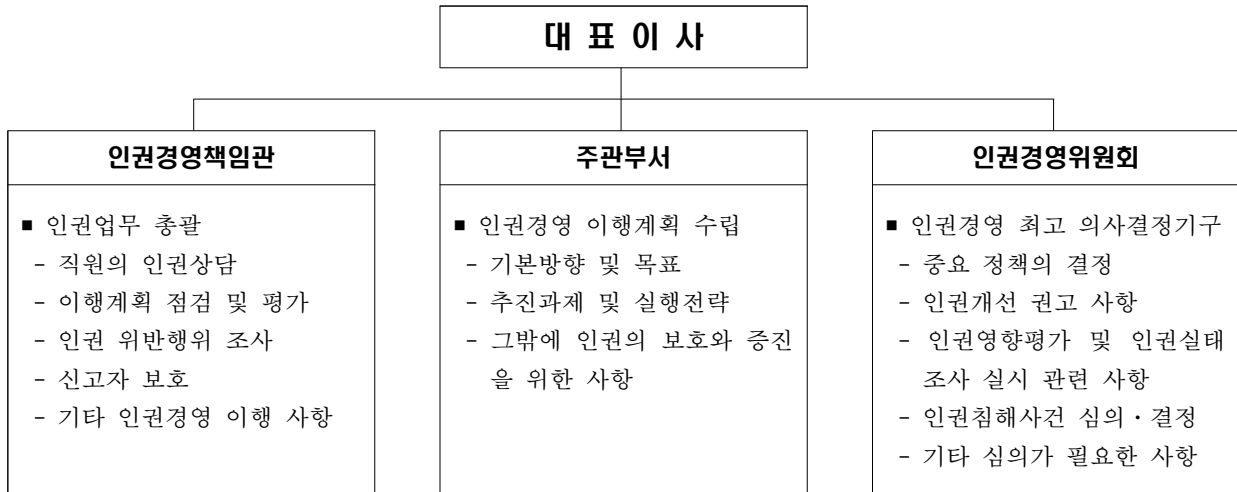 대 표 이 사
인권경영책임관
■ 인권업무 총괄
- 직원의 인권상담
- 이행계획 점검 및 평가
- 인권 위반행위 조사
- 신고자 보호
- 기타 인권경영 이행 사항
주관부서
■ 인권경영 이행계획 수립
- 기본방향 및 목표
- 추진과제 및 실행전략
- 그밖에 인권의 보호와 증진
을 위한 사항
인권경영위원회
■ 인권경영 최고 의사결정기구
- 중요 정책의 결정
- 인권개선 권고 사항
- 인권영향평가 및 인권실태
조사 실시 관련 사항
- 인권침해사건 심의·결정
- 기타 심의가 필요한 사항